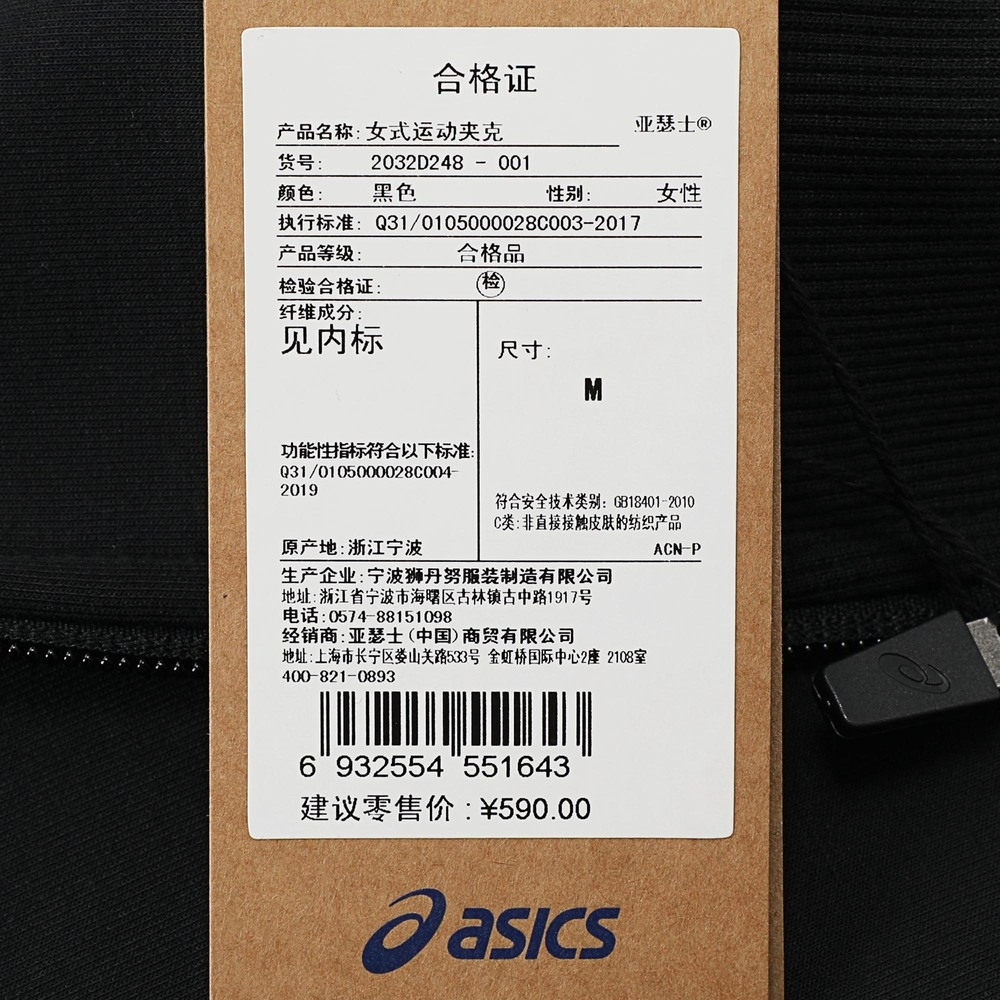 合格证
产品名称: 女式运动夹克
亚瑟士®
货号: 2032D248 - 001
颜色: 黑色 性别: 女性
执行标准: Q31/0105000028C003-2017
产品等级: 合格品
检验合格证: 检
纤维成分:
见内标
尺寸:
M
功能性指标符合以下标准:
Q31/0105000028C004-
2019
符合安全技术类别: GB18401-2010
C类:非直接接触皮肤的纺织产品
原产地:浙江宁波
ACN-P
生产企业:宁波狮丹努服装制造有限公司
地址:浙江省宁波市海曙区古林镇古中路1917号
电话:0574-88151098
经销商:亚瑟士(中国)商贸有限公司
地址:上海市长宁区娄山关路533号 金虹桥国际中心2座 2108室
400-821-0893
6 932554 551643
建议零售价:¥590.00
asics